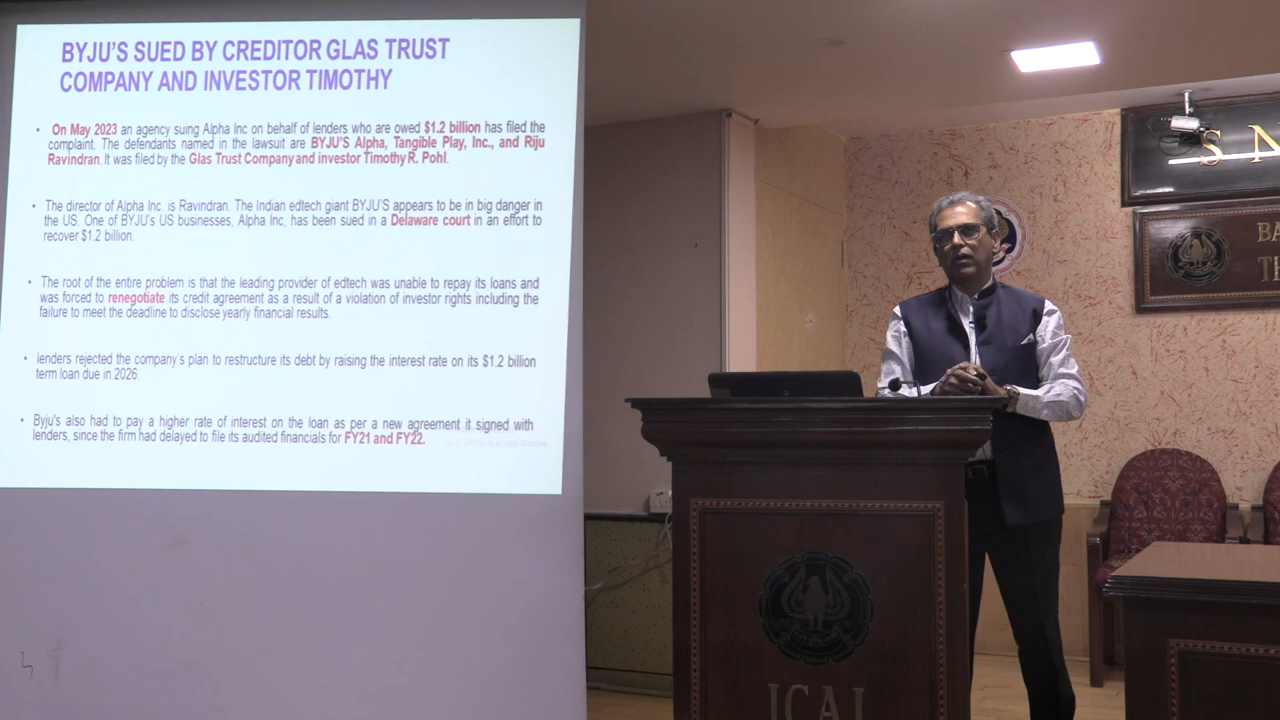 BYJU'S SUED BY CREDITOR GLAS TRUST
COMPANY AND INVESTOR TIMOTHY
• On May 2023 an agency suing Alpha Inc on behalf of lenders who are owed $1.2 billion has filed the
complaint. The defendants named in the lawsuit are BYJU'S Alpha, Tangible Play, Inc., and Riju
Ravindran. It was filed by the Glas Trust Company and investor Timothy R. Pohl.
• The director of Alpha Inc. is Ravindran. The Indian edtech giant BYJU'S appears to be in big danger in
the US. One of BYJU's US businesses, Alpha Inc, has been sued in a Delaware court in an effort to
recover $1.2 billion.
• The root of the entire problem is that the leading provider of edtech was unable to repay its loans and
was forced to renegotiate its credit agreement as a result of a violation of investor rights including the
failure to meet the deadline to disclose yearly financial results.
• lenders rejected the company's plan to restructure its debt by raising the interest rate on its $1.2 billion
term loan due in 2026.
• Byju's also had to pay a higher rate of interest on the loan as per a new agreement it signed with
lenders, since the firm had delayed to file its audited financials for FY21 and FY22.
S N
BA
TH
ICAI